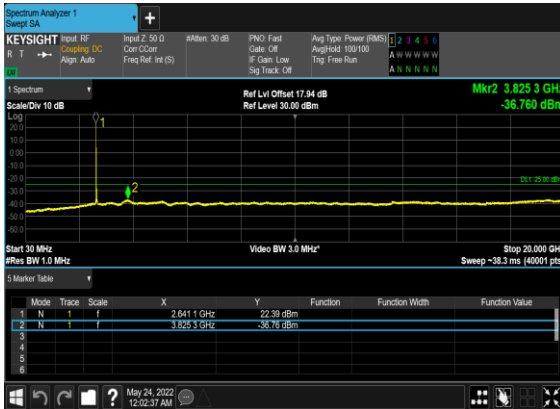 Spectrum Analyzer 1
Swept SA
+
KEYSIGHT
R T
LXI
Input: RF
Coupling: DC
Align: Auto
Input Z: 50 Ω
Corr CCorr
Freq Ref: Int (S)
#Atten: 30 dB
PNO: Fast
Gate: Off
IF Gain: Low
Sig Track: Off
Avg Type: Power (RMS)
Avg|Hold: 100/100
Trig: Free Run
1 2 3 4 5 6
A W W W W W
A N N N N N
1 Spectrum
Scale/Div 10 dB
Ref Lvl Offset 17.94 dB
Ref Level 30.00 dBm
Mkr2 3.825 3 GHz
-36.760 dBm
Log
20.0
10.0
0.00
-10.0
-20.0
-30.0
-40.0
-50.0
-60.0
1
2
DL1 -25.00 dBm
Start 30 MHz
#Res BW 1.0 MHz
Video BW 3.0 MHz*
Stop 20.000 GHz
Sweep ~38.3 ms (40001 pts)
5 Marker Table
Mode Trace Scale X Y Function Function Width Function Value
1 N 1 f 2.641 1 GHz 22.39 dBm
2 N 1 f 3.825 3 GHz -36.76 dBm
3
4
5
6
?
May 24, 2022
12:02:37 AM